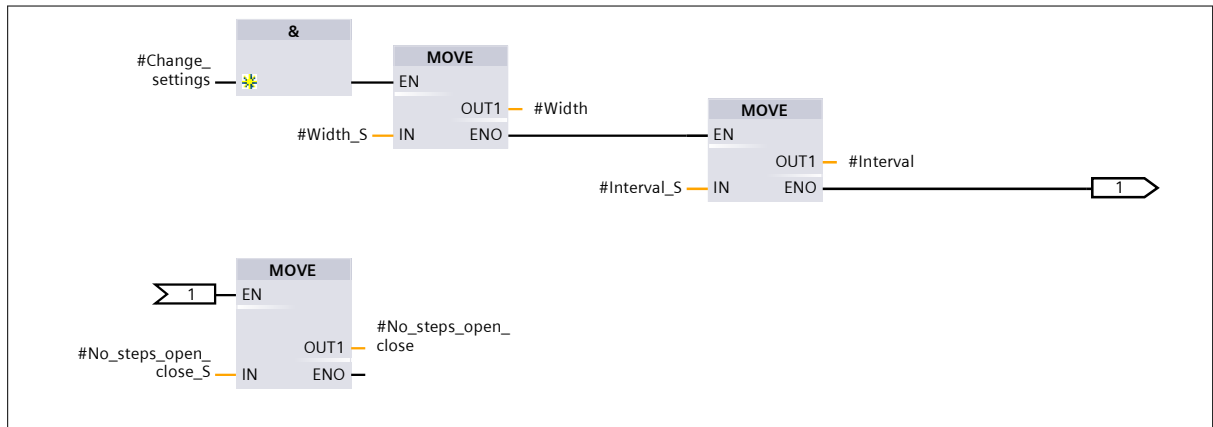 &
#Change_
settings
MOVE
EN
OUT1 #Width
#Width_S IN ENO
MOVE
EN
OUT1 #Interval
#Interval_S IN ENO 1
MOVE
1 EN
#No_steps_open_
OUT1 close
#No_steps_open_
close_S IN ENO